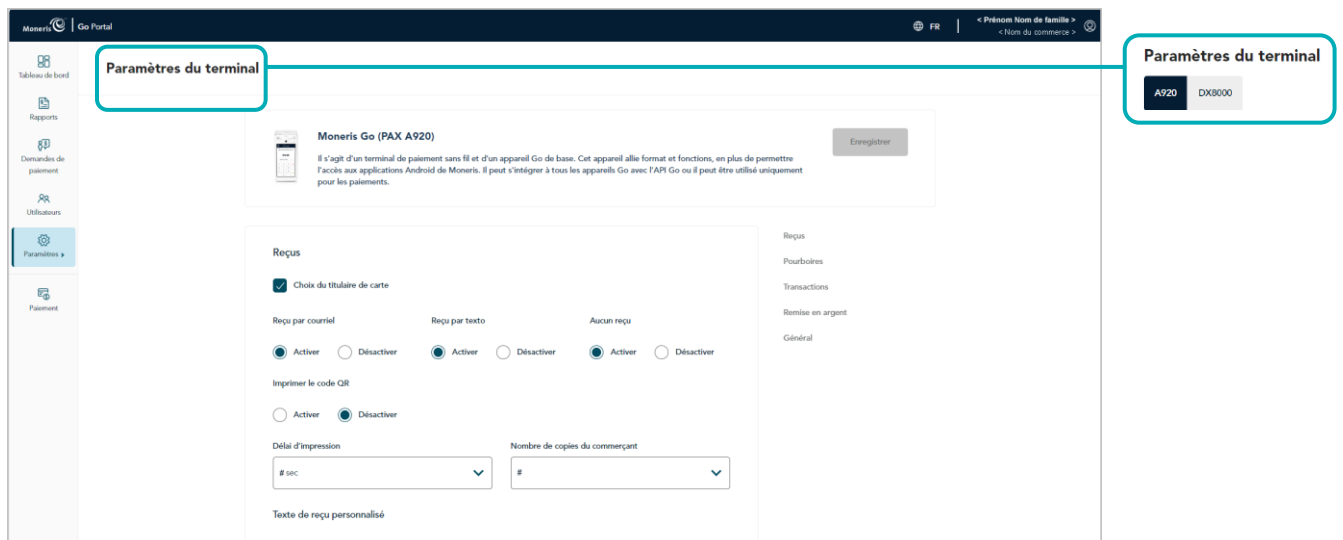 Moneris Go Portal
FR
< Prénom Nom de famille >
< Nom du commerce >
Tableau de bord
Rapports
Demandes de
paiement
Utilisateurs
Paramètres
Paiement
Paramètres du terminal
Moneris Go (PAX A920)
Il s'agit d'un terminal de paiement sans fil et d'un appareil Go de base. Cet appareil allie format et fonctions, en plus de permettre
l'accès aux applications Android de Moneris. Il peut s'intégrer à tous les appareils Go avec l'API Go ou il peut être utilisé uniquement
pour les paiements.
Enregistrer
Reçus
Choix du titulaire de carte
Reçu par courriel Reçu par texto Aucun reçu
Activer Désactiver Activer Désactiver Activer Désactiver
Imprimer le code QR
Activer Désactiver
Délai d'impression Nombre de copies du commerçant
# sec #
Texte de reçu personnalisé
Reçus
Pourboires
Transactions
Remise en argent
Général
Paramètres du terminal
A920 DX8000